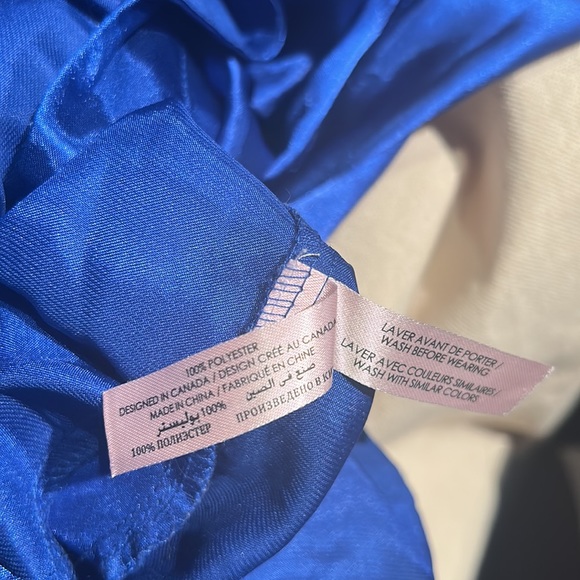 100% POLYESTER
DESIGNED IN CANADA / DESIGN CRÉÉ AU CANADA
MADE IN CHINA / FABRIQUÉ EN CHINE
صنع في الصين
100% بوليستر
ПРОИЗВЕДЕНО В
100% ПОЛИЭСТЕР
LAVER AVANT DE PORTER /
WASH BEFORE WEARING
LAVER AVEC COULEURS SIMILAIRES /
WASH WITH SIMILAR COLORS